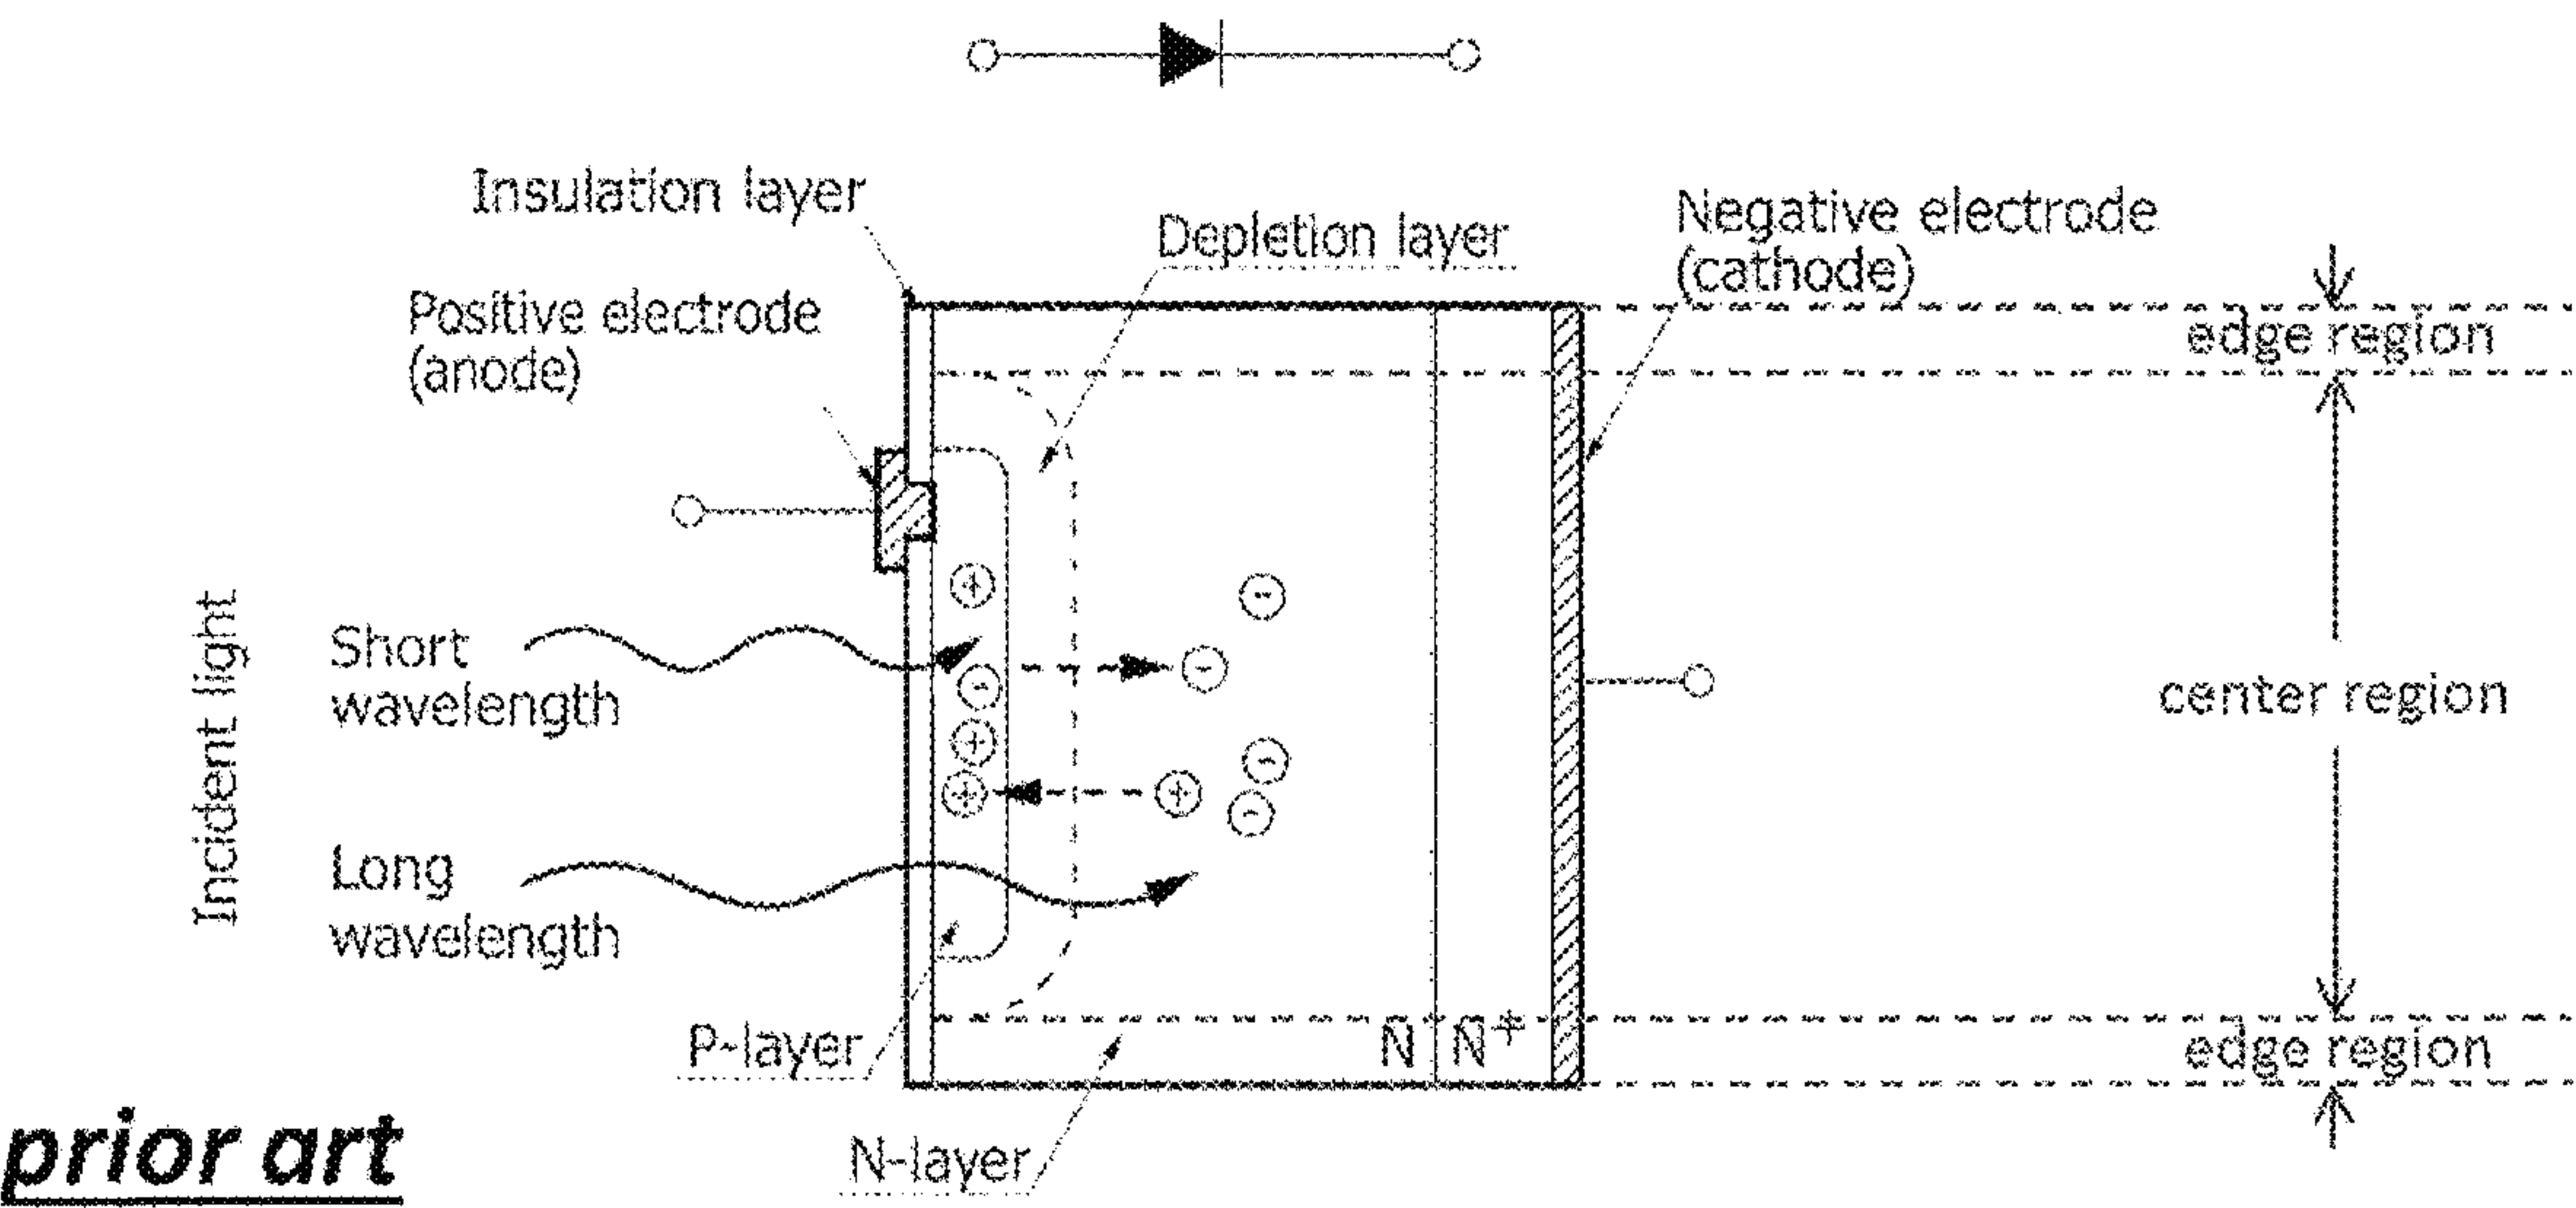 Insulation layer
Depletion layer
Negative electrode
(cathode)
Positive electrode
(anode)
edge region
Incident light
Short
wavelength
center region
Long
wavelength
P-layer
N N+
edge region
N-layer
prior art